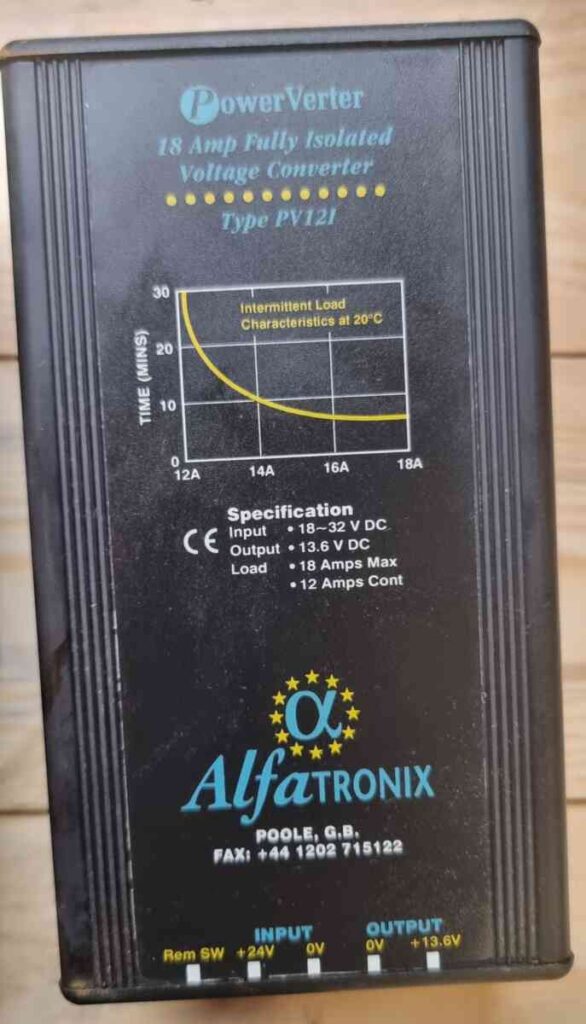 PowerVerter
18 Amp Fully Isolated
Voltage Converter
Type PV12I
Intermittent Load
Characteristics at 20°C
TIME (MINS)
30
20
10
0
12A 14A 16A 18A
Specification
CE
Input • 18~32 V DC
Output • 13.6 V DC
Load • 18 Amps Max
• 12 Amps Cont
α
AlfaTRONIX
POOLE, G.B.
FAX: +44 1202 715122
INPUT OUTPUT
Rem SW +24V 0V 0V +13.6V